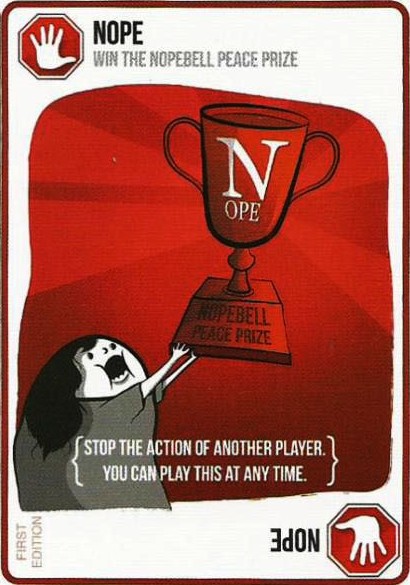 NOPE
WIN THE NOPEBELL PEACE PRIZE
N
OPE
NOPEBELL
PEACE PRIZE
STOP THE ACTION OF ANOTHER PLAYER.
YOU CAN PLAY THIS AT ANY TIME.
FIRST
EDITION
NOPE